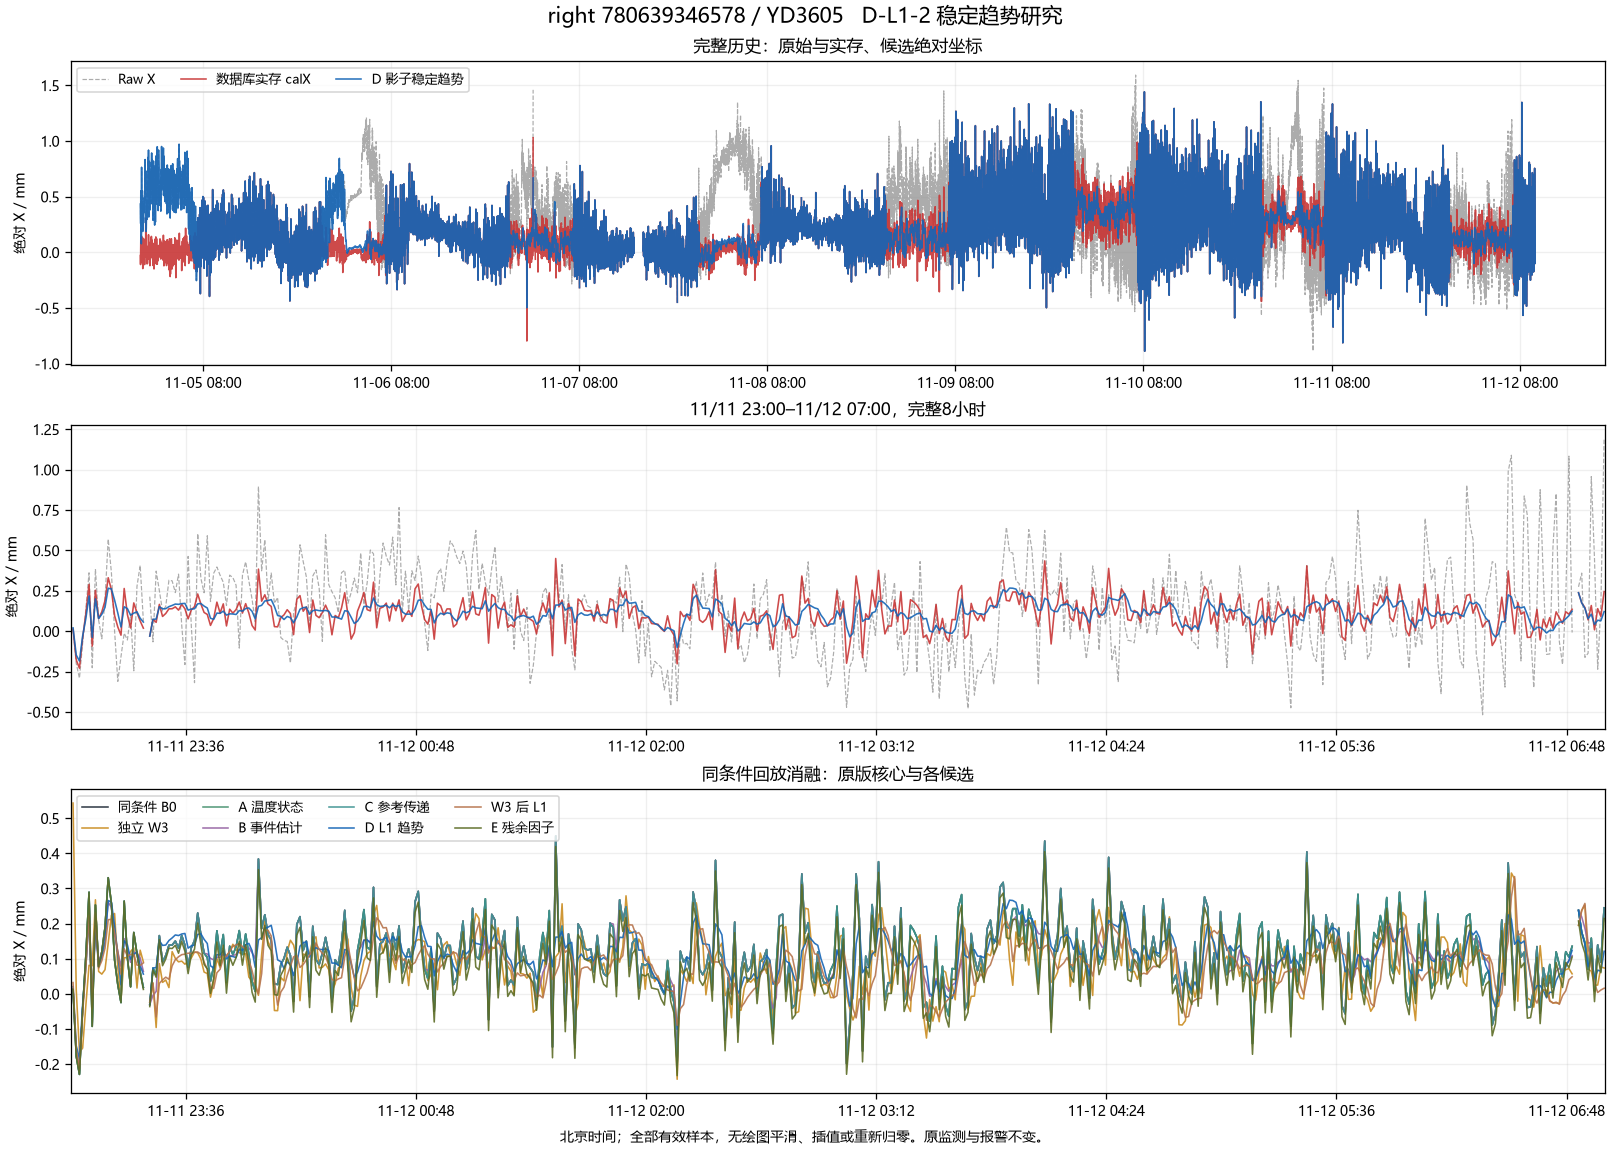 right 780639346578 / YD3605   D-L1-2 稳定趋势研究
完整历史：原始与实存、候选绝对坐标
Raw X
数据库实存 calX
D 影子稳定趋势
绝对 X / mm
1.5
1.0
0.5
0.0
-0.5
-1.0
11-05 08:00
11-06 08:00
11-07 08:00
11-08 08:00
11-09 08:00
11-10 08:00
11-11 08:00
11-12 08:00
11/11 23:00–11/12 07:00，完整8小时
绝对 X / mm
1.25
1.00
0.75
0.50
0.25
0.00
-0.25
-0.50
11-11 23:36
11-12 00:48
11-12 02:00
11-12 03:12
11-12 04:24
11-12 05:36
11-12 06:48
同条件回放消融：原版核心与各候选
同条件 B0
A 温度状态
C 参考传递
W3 后 L1
独立 W3
B 事件估计
D L1 趋势
E 残余因子
绝对 X / mm
0.5
0.4
0.3
0.2
0.1
0.0
-0.1
-0.2
11-11 23:36
11-12 00:48
11-12 02:00
11-12 03:12
11-12 04:24
11-12 05:36
11-12 06:48
北京时间；全部有效样本，无绘图平滑、插值或重新归零。原监测与报警不变。